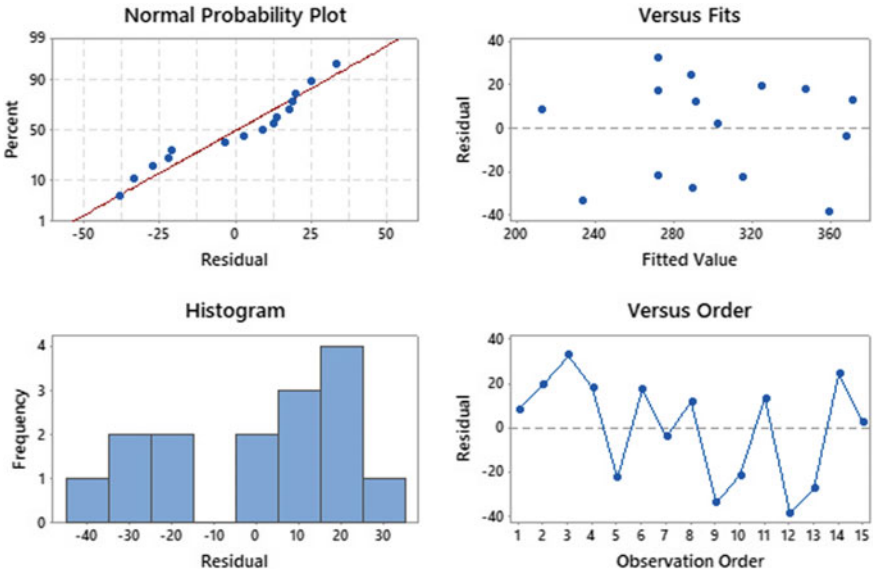 Normal Probability Plot
99
90
50
10
1
Percent
-50 -25 0 25 50
Residual
Versus Fits
40
20
0
-20
-40
Residual
200 240 280 320 360
Fitted Value
Histogram
4
3
2
1
0
Frequency
-40 -30 -20 -10 0 10 20 30
Residual
Versus Order
40
20
0
-20
-40
Residual
1 2 3 4 5 6 7 8 9 10 11 12 13 14 15
Observation Order